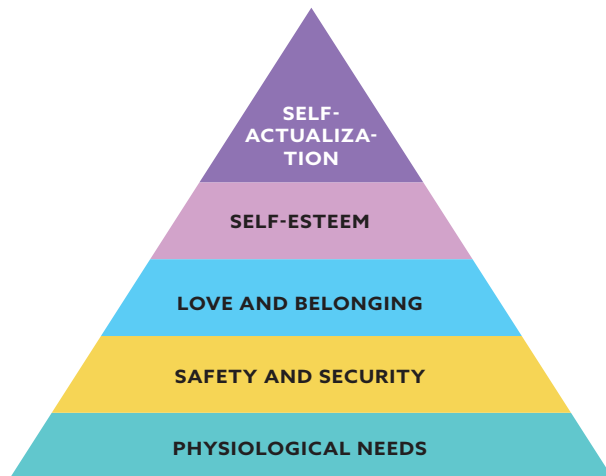 SELF-
ACTUALIZA-
TION
SELF-ESTEEM
LOVE AND BELONGING
SAFETY AND SECURITY
PHYSIOLOGICAL NEEDS